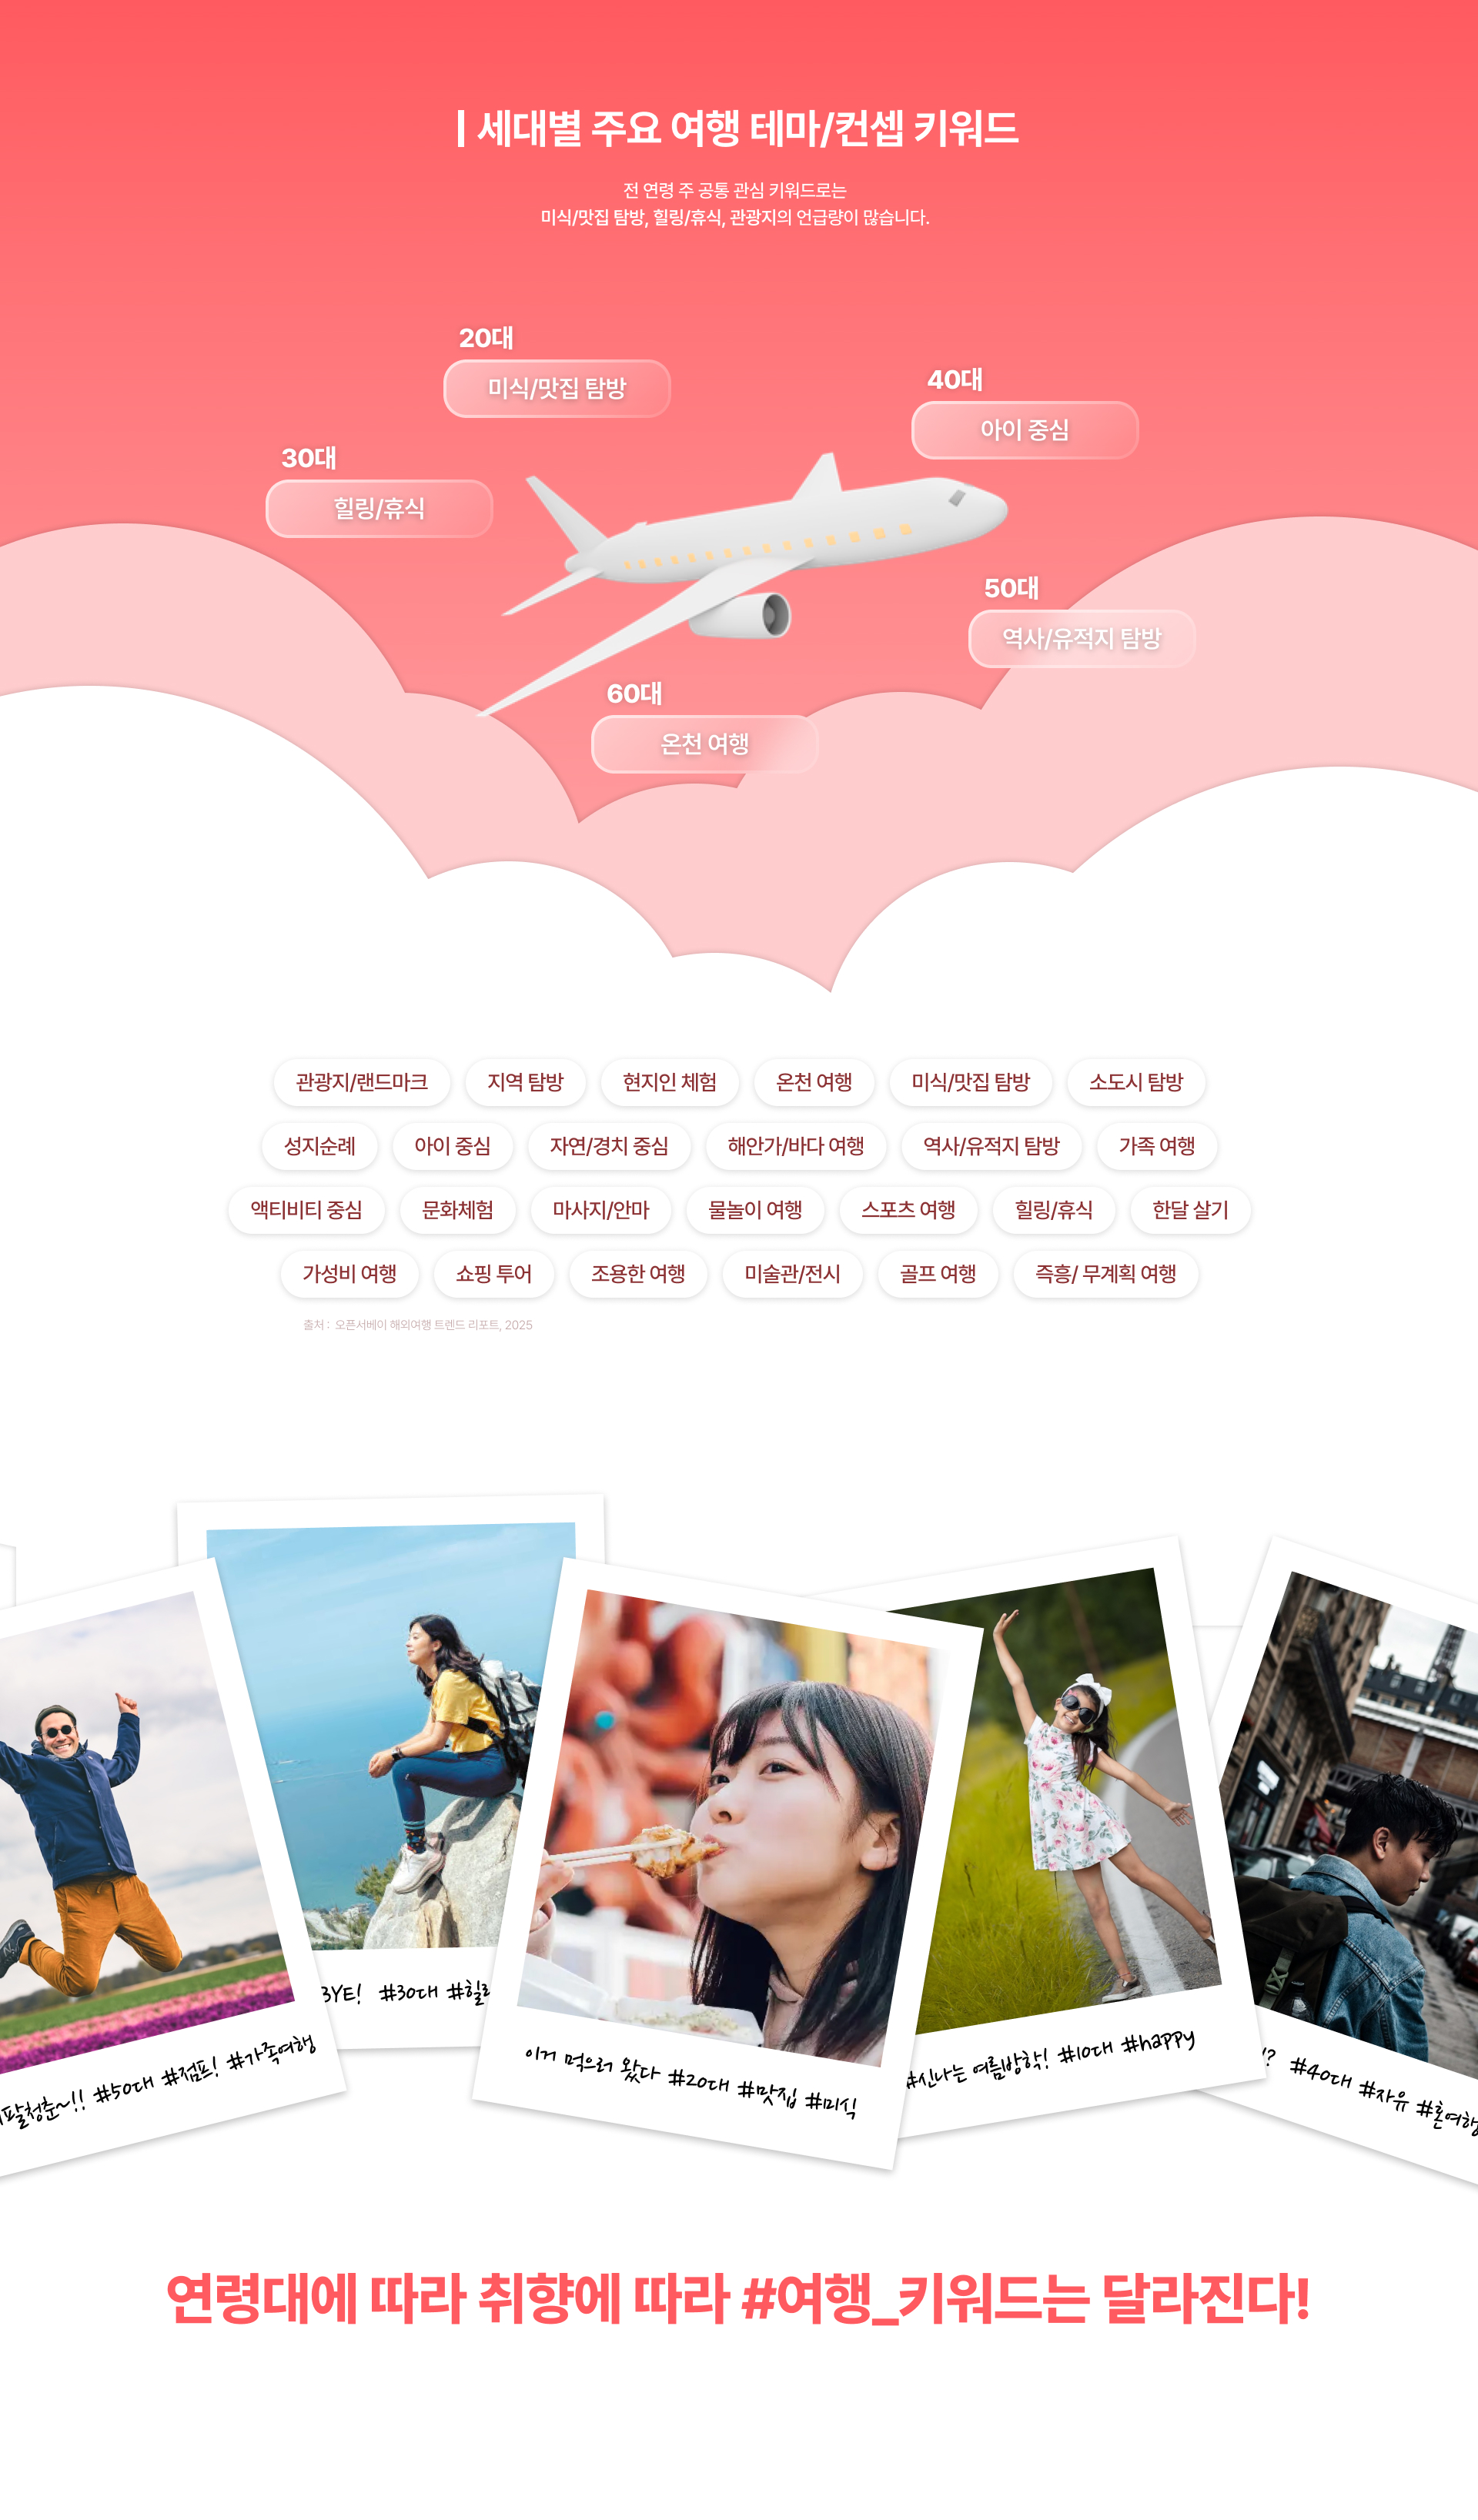 | 세대별 주요 여행 테마/컨셉 키워드
전 연령 주 공통 관심 키워드로는
미식/맛집 탐방, 힐링/휴식, 관광지의 언급량이 많습니다.
20대
미식/맛집 탐방
40대
아이 중심
30대
힐링/휴식
50대
역사/유적지 탐방
60대
온천 여행
관광지/랜드마크 지역 탐방 현지인 체험 온천 여행 미식/맛집 탐방 소도시 탐방
성지순례 아이 중심 자연/경치 중심 해안가/바다 여행 역사/유적지 탐방 가족 여행
액티비티 중심 문화체험 마사지/안마 물놀이 여행 스포츠 여행 힐링/휴식 한달 살기
가성비 여행 쇼핑 투어 조용한 여행 미술관/전시 골프 여행 즉흥/ 무계획 여행
출처 : 오픈서베이 해외여행 트렌드 리포트, 2025
팔청춘~!! #50대 #점프! #가족여행
BYE! #30대 #힐
이거 먹으러 왔다 #20대 #맛집 #미식
#신나는 여름방학! #10대 #happy
!? #40대 #자유 #혼여행
연령대에 따라 취향에 따라 #여행_키워드는 달라진다!